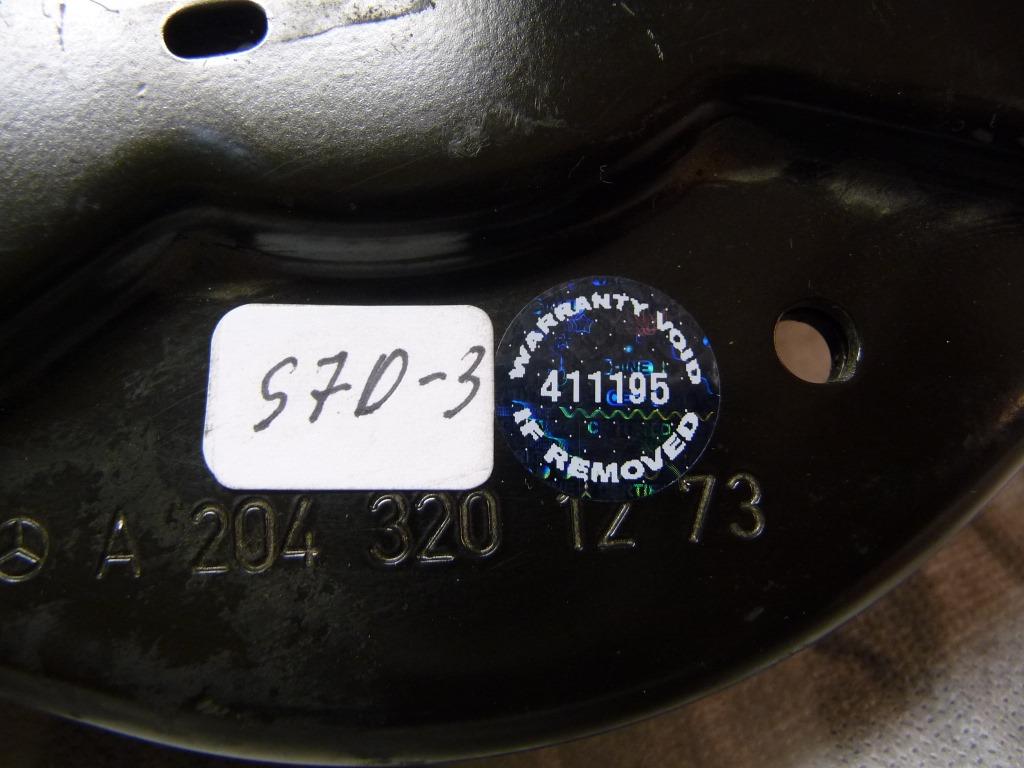 S7D-3
WARRANTY VOID
411195
IF REMOVED
A 204 320 12 73